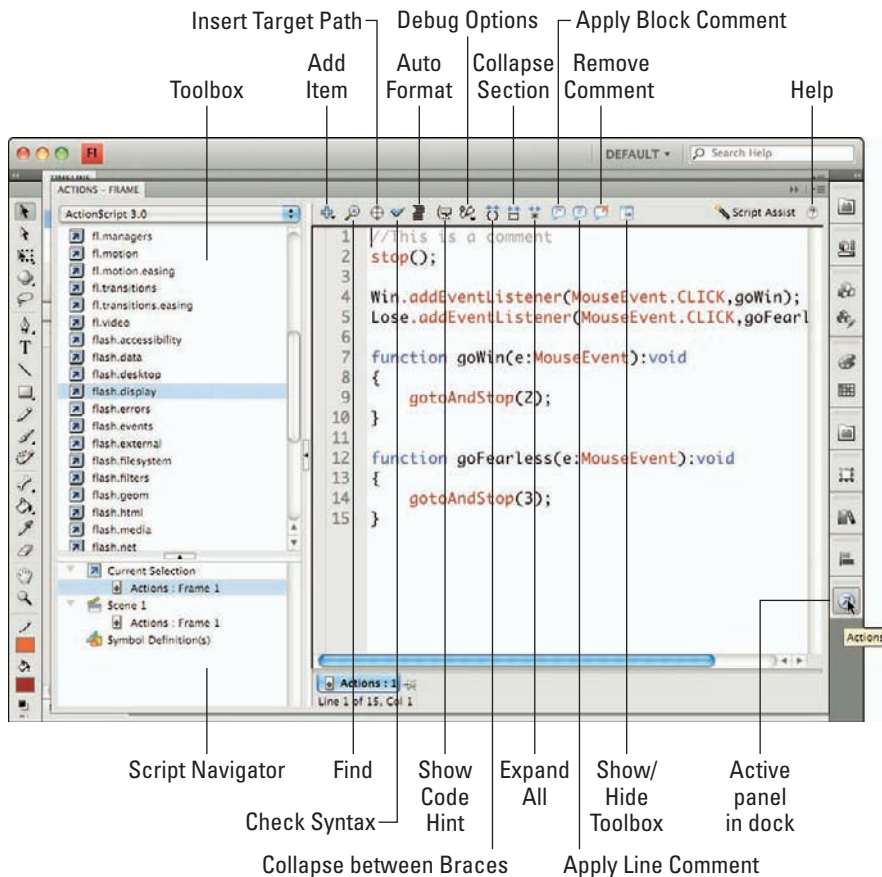 Insert Target Path
Debug Options
Apply Block Comment
Toolbox
Add
Item
Auto
Format
Collapse
Section
Remove
Comment
Help
Fl
DEFAULT
Search Help
TIMELINE
ACTIONS – FRAME
ActionScript 3.0
Script Assist
fl.managers
fl.motion
fl.motion.easing
fl.transitions
fl.transitions.easing
fl.video
flash.accessibility
flash.data
flash.desktop
flash.display
flash.errors
flash.events
flash.external
flash.filesystem
flash.filters
flash.geom
flash.html
flash.media
flash.net
Current Selection
Actions : Frame 1
Scene 1
Actions : Frame 1
Symbol Definition(s)
1 //This is a comment
2 stop();
3
4 Win.addEventListener(MouseEvent.CLICK,goWin);
5 Lose.addEventListener(MouseEvent.CLICK,goFearl
6
7 function goWin(e:MouseEvent):void
8 {
9 gotoAndStop(2);
10 }
11
12 function goFearless(e:MouseEvent):void
13 {
14 gotoAndStop(3);
15 }
T
Actions
Actions : 1
Line 1 of 15, Col 1
Script Navigator
Find
Show
Code
Hint
Expand
All
Show/
Hide
Toolbox
Active
panel
in dock
Check Syntax
Collapse between Braces
Apply Line Comment